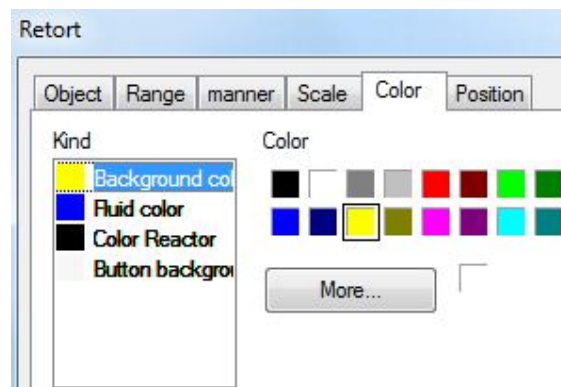 Retort
Object Range manner Scale Color Position
Kind
Color
Background col
Fluid color
Color Reactor
Button backgrou
More...